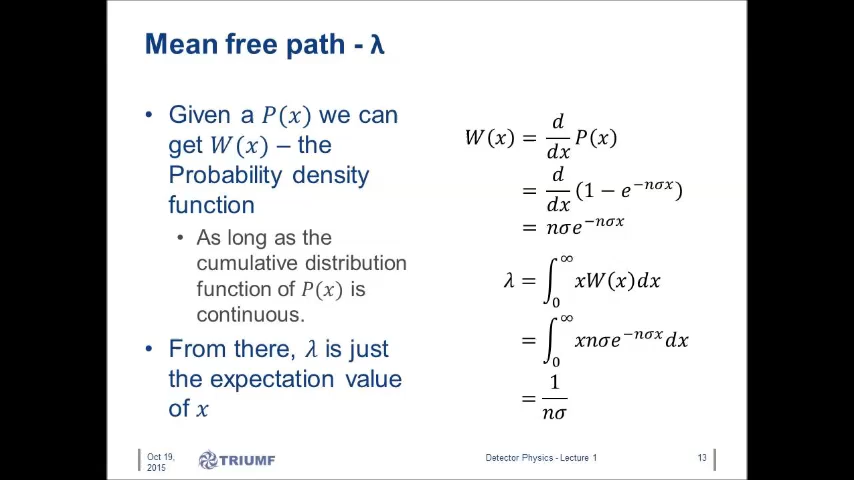 Mean free path - λ
• Given a P(x) we can
get W(x) – the
Probability density
function
• As long as the
cumulative distribution
function of P(x) is
continuous.
• From there, λ is just
the expectation value
of x
W(x) = d/dx P(x)
= d/dx (1 − e^{−nσx})
= nσe^{−nσx}
λ = ∫₀^∞ xW(x)dx
= ∫₀^∞ xnσe^{−nσx}dx
= 1/nσ
Oct 19,
2015
TRIUMF
Detector Physics - Lecture 1
13